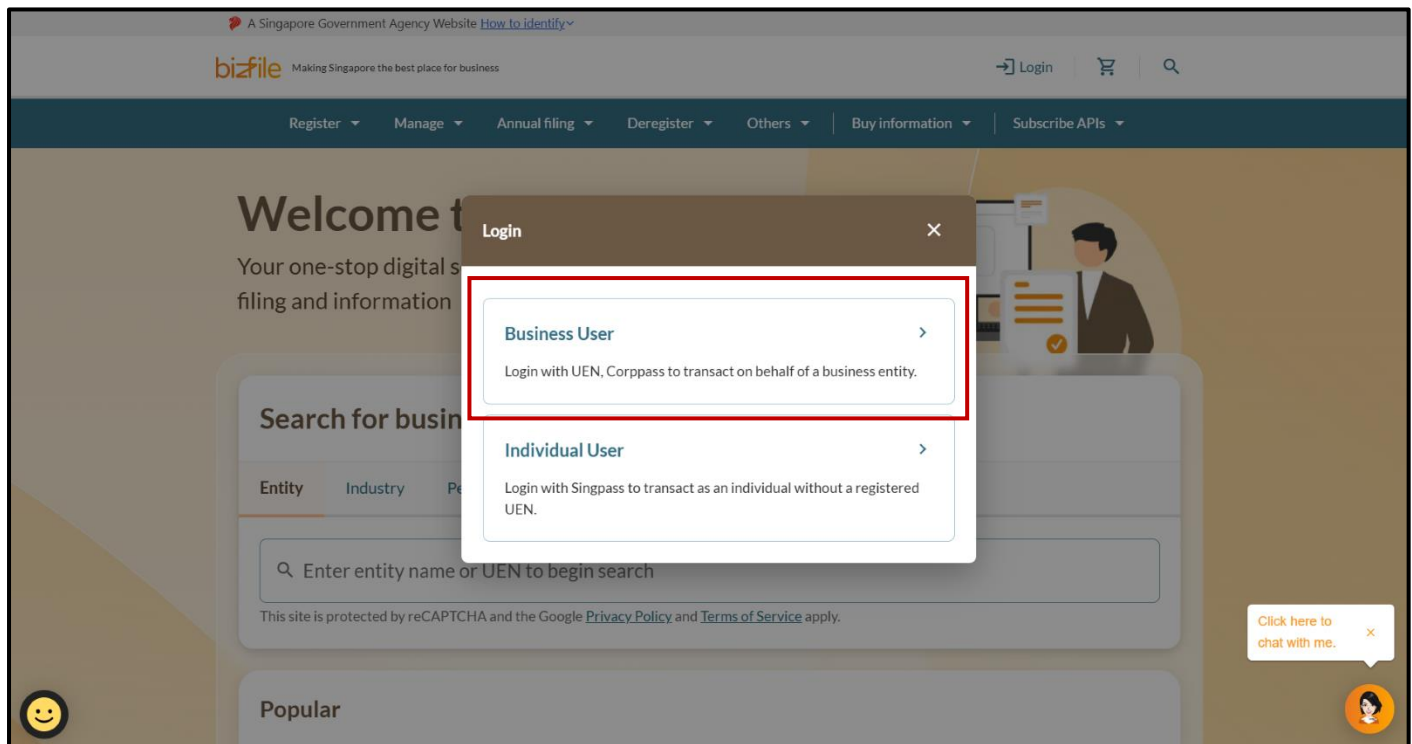 A Singapore Government Agency Website How to identify
bizfile Making Singapore the best place for business
Login
Register Manage Annual filing Deregister Others Buy information Subscribe APIs
Welcome t
Your one-stop digital s
filing and information
Login
Business User
Login with UEN, Corppass to transact on behalf of a business entity.
Individual User
Login with Singpass to transact as an individual without a registered
UEN.
Search for busin
Entity Industry Pe
Enter entity name or UEN to begin search
This site is protected by reCAPTCHA and the Google Privacy Policy and Terms of Service apply.
Click here to
chat with me.
Popular